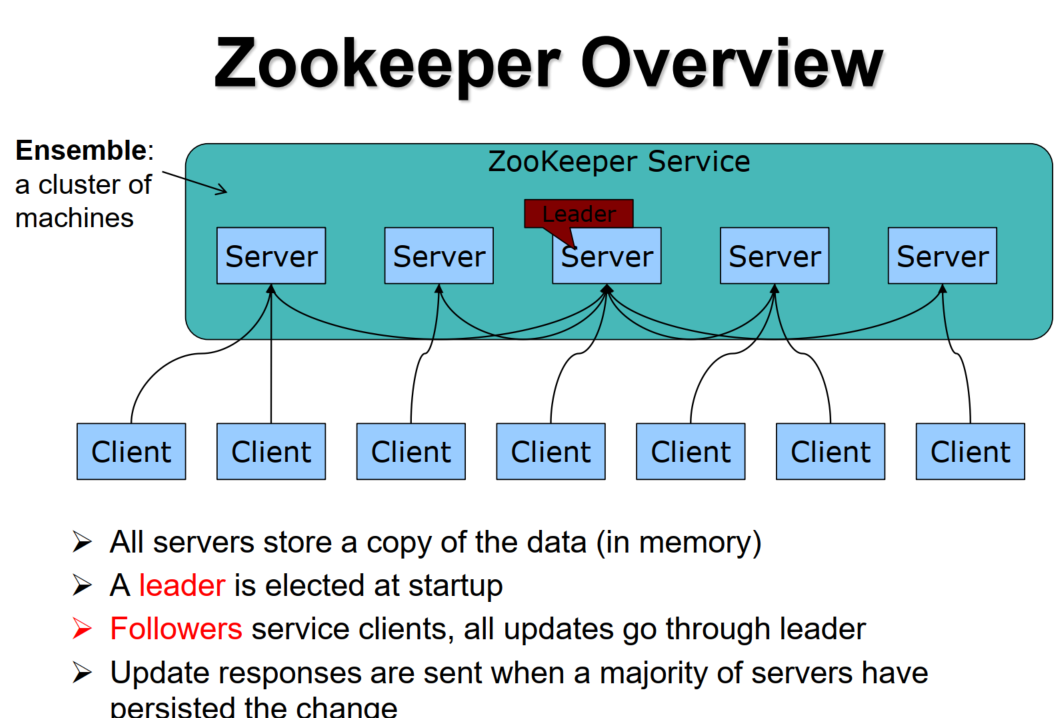 Zookeeper Overview
Ensemble:
a cluster of
machines
ZooKeeper Service
Leader
Server
Server
Server
Server
Server
Client
Client
Client
Client
Client
Client
Client
➢ All servers store a copy of the data (in memory)
➢ A leader is elected at startup
➢ Followers service clients, all updates go through leader
➢ Update responses are sent when a majority of servers have
persisted the change